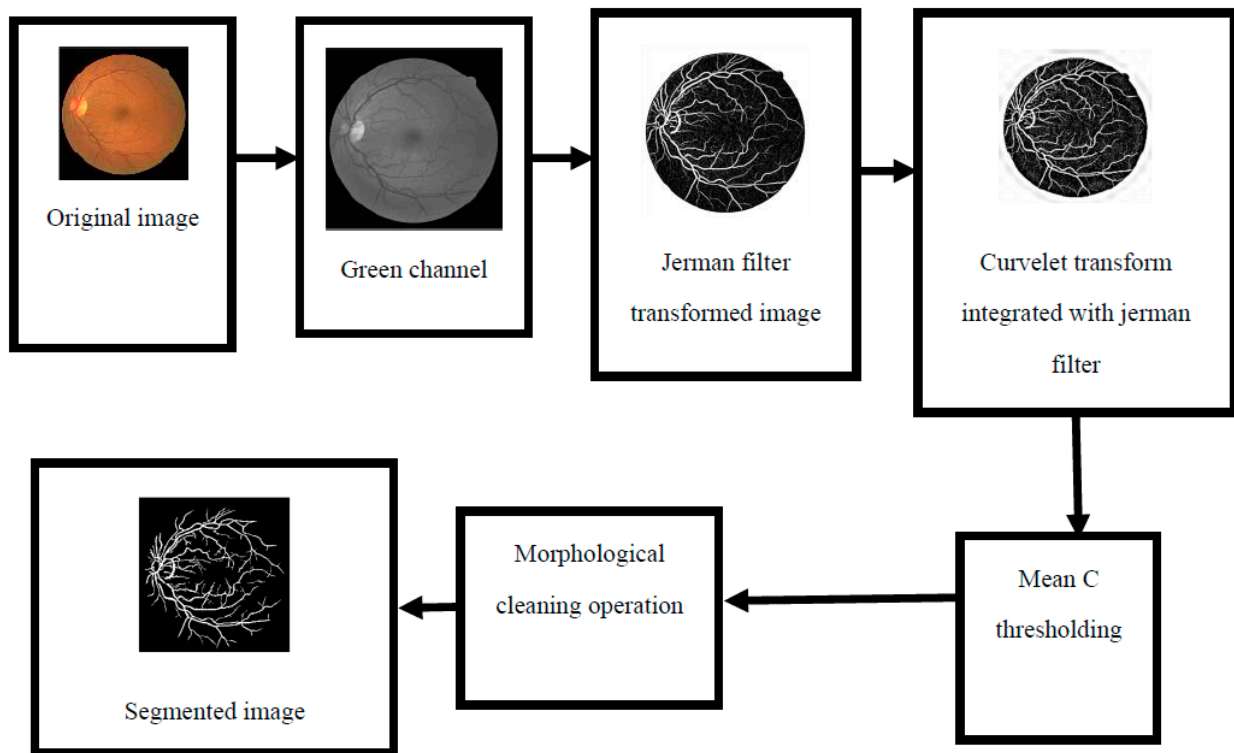 Original image
Green channel
Jerman filter
transformed image
Curvelet transform
integrated with jerman
filter
Mean C
thresholding
Morphological
cleaning operation
Segmented image